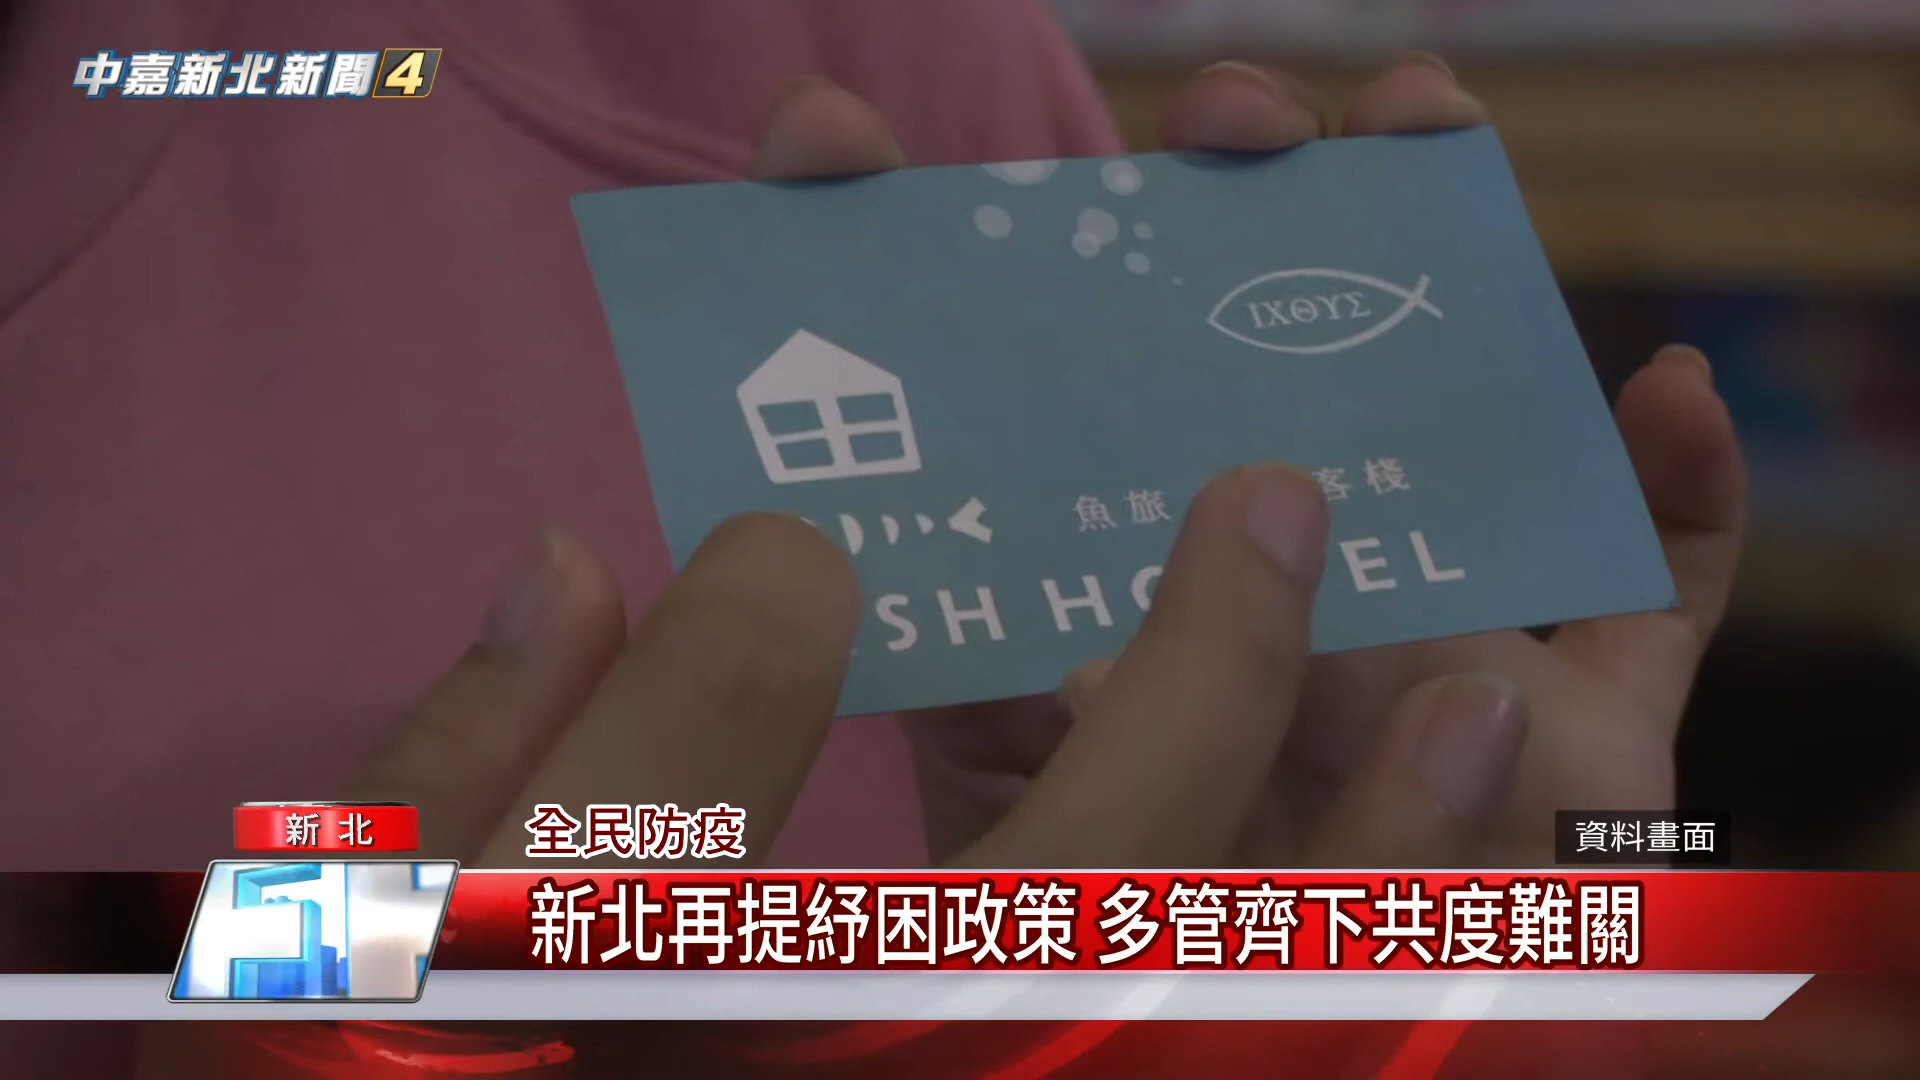 中嘉新北新聞4
ΙΧΘΥΣ
魚旅 客棧
SH H EL
新北
全民防疫
資料畫面
新北再提紓困政策 多管齊下共度難關